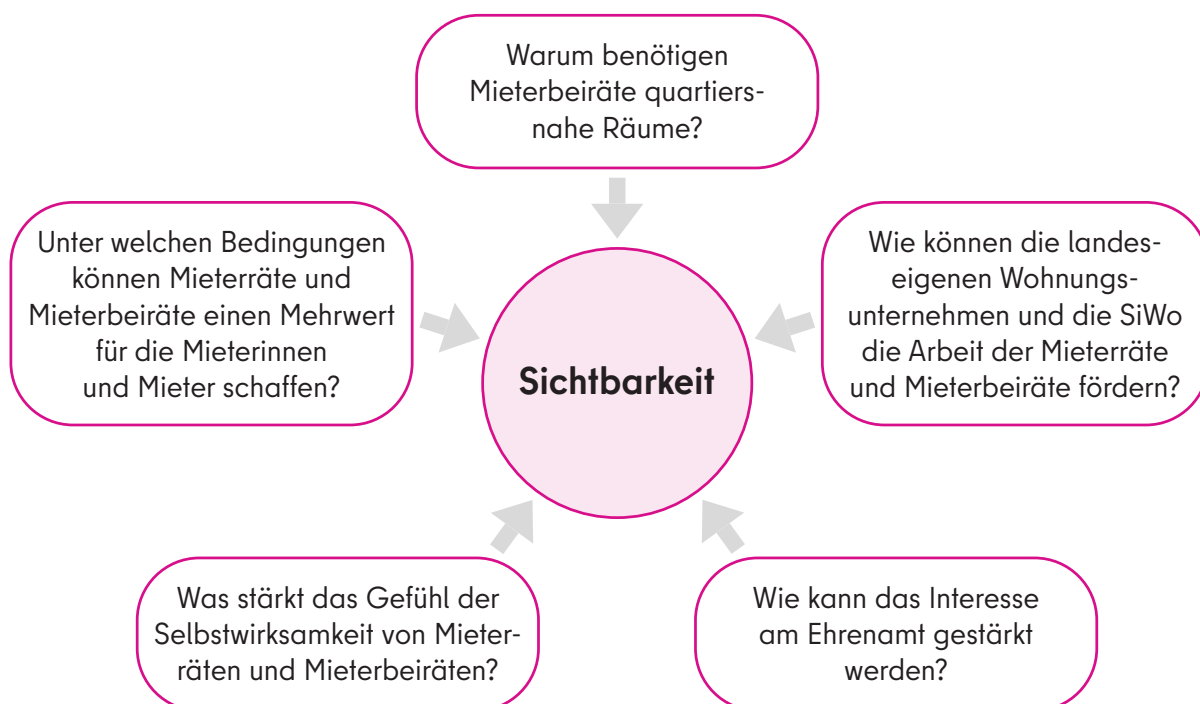 Warum benötigen
Mieterbeiräte quartiers-
nahe Räume?
Unter welchen Bedingungen
können Mieterräte und
Mieterbeiräte einen Mehrwert
für die Mieterinnen
und Mieter schaffen?
Wie können die landes-
eigenen Wohnungs-
unternehmen und die SiWo
die Arbeit der Mieterräte
und Mieterbeiräte fördern?
Sichtbarkeit
Was stärkt das Gefühl der
Selbstwirksamkeit von Mieter-
räten und Mieterbeiräten?
Wie kann das Interesse
am Ehrenamt gestärkt
werden?